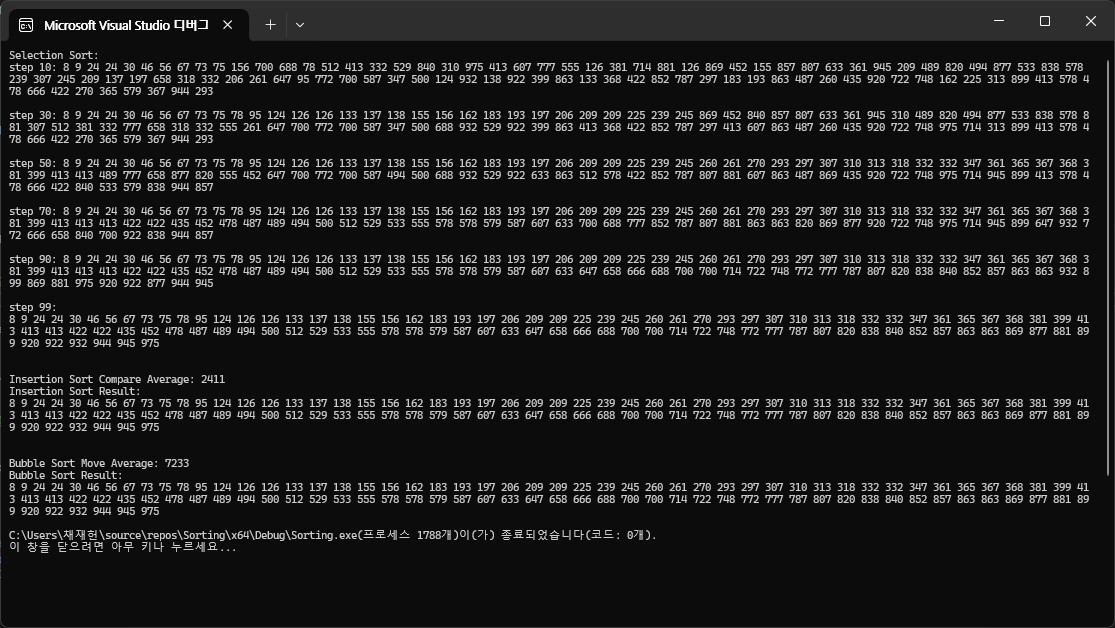 Microsoft Visual Studio 디버그
Selection Sort:
step 10: 8 9 24 24 30 46 56 67 73 75 156 700 688 78 512 413 332 529 840 310 975 413 607 777 555 126 381 714 881 126 869 452 155 857 807 633 361 945 209 489 820 494 877 533 838 578
239 307 245 209 137 197 658 318 332 206 261 647 95 772 700 587 347 500 124 932 138 922 399 863 133 368 422 852 787 297 183 193 863 487 260 435 920 722 748 162 225 313 899 413 578 4
78 666 422 270 365 579 367 944 293
step 30: 8 9 24 24 30 46 56 67 73 75 78 95 124 126 126 133 137 138 155 156 162 183 193 197 206 209 209 225 239 245 869 452 840 857 807 633 361 945 310 489 820 494 877 533 838 578 8
81 307 512 381 332 777 658 318 332 555 261 647 700 772 700 587 347 500 688 932 529 922 399 863 413 368 422 852 787 297 413 607 863 487 260 435 920 722 748 975 714 313 899 413 578 4
78 666 422 270 365 579 367 944 293
step 50: 8 9 24 24 30 46 56 67 73 75 78 95 124 126 126 133 137 138 155 156 162 183 193 197 206 209 209 225 239 245 260 261 270 293 297 307 310 313 318 332 332 347 361 365 367 368 3
81 399 413 413 489 777 658 877 820 555 452 647 700 772 700 587 494 500 688 932 529 922 633 863 512 578 422 852 787 807 881 607 863 487 869 435 920 722 748 975 714 945 899 413 578 4
78 666 422 840 533 579 838 944 857
step 70: 8 9 24 24 30 46 56 67 73 75 78 95 124 126 126 133 137 138 155 156 162 183 193 197 206 209 209 225 239 245 260 261 270 293 297 307 310 313 318 332 332 347 361 365 367 368 3
81 399 413 413 413 422 422 435 452 478 487 489 494 500 512 529 533 555 578 578 579 587 607 633 700 688 777 852 787 807 881 863 863 820 869 877 920 722 748 975 714 945 899 647 932 7
72 666 658 840 700 922 838 944 857
step 90: 8 9 24 24 30 46 56 67 73 75 78 95 124 126 126 133 137 138 155 156 162 183 193 197 206 209 209 225 239 245 260 261 270 293 297 307 310 313 318 332 332 347 361 365 367 368 3
81 399 413 413 413 422 422 435 452 478 487 489 494 500 512 529 533 555 578 578 579 587 607 633 647 658 666 688 700 700 714 722 748 772 777 787 807 820 838 840 852 857 863 863 932 8
99 869 881 975 920 922 877 944 945
step 99:
8 9 24 24 30 46 56 67 73 75 78 95 124 126 126 133 137 138 155 156 162 183 193 197 206 209 209 225 239 245 260 261 270 293 297 307 310 313 318 332 332 347 361 365 367 368 381 399 41
3 413 413 422 422 435 452 478 487 489 494 500 512 529 533 555 578 578 579 587 607 633 647 658 666 688 700 700 714 722 748 772 777 787 807 820 838 840 852 857 863 863 869 877 881 89
9 920 922 932 944 945 975
Insertion Sort Compare Average: 2411
Insertion Sort Result:
8 9 24 24 30 46 56 67 73 75 78 95 124 126 126 133 137 138 155 156 162 183 193 197 206 209 209 225 239 245 260 261 270 293 297 307 310 313 318 332 332 347 361 365 367 368 381 399 41
3 413 413 422 422 435 452 478 487 489 494 500 512 529 533 555 578 578 579 587 607 633 647 658 666 688 700 700 714 722 748 772 777 787 807 820 838 840 852 857 863 863 869 877 881 89
9 920 922 932 944 945 975
Bubble Sort Move Average: 7233
Bubble Sort Result:
8 9 24 24 30 46 56 67 73 75 78 95 124 126 126 133 137 138 155 156 162 183 193 197 206 209 209 225 239 245 260 261 270 293 297 307 310 313 318 332 332 347 361 365 367 368 381 399 41
3 413 413 422 422 435 452 478 487 489 494 500 512 529 533 555 578 578 579 587 607 633 647 658 666 688 700 700 714 722 748 772 777 787 807 820 838 840 852 857 863 863 869 877 881 89
9 920 922 932 944 945 975
C:\Users\채재헌\source\repos\Sorting\x64\Debug\Sorting.exe(프로세스 1788개)이(가) 종료되었습니다(코드: 0개).
이 창을 닫으려면 아무 키나 누르세요...